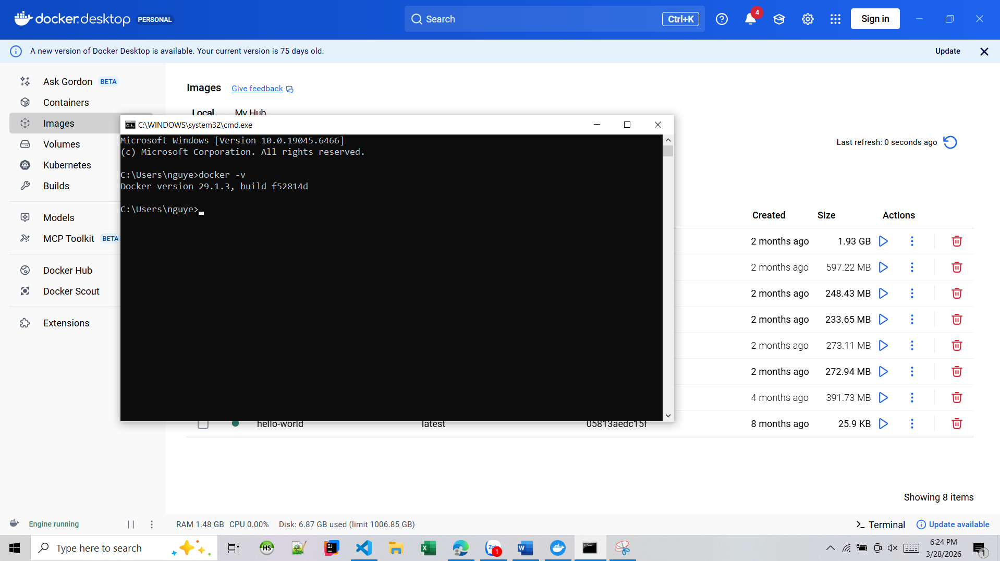 docker.desktop PERSONAL
Search
Ctrl+K
4
Sign in
A new version of Docker Desktop is available. Your current version is 75 days old.
Update
Ask Gordon BETA
Containers
Images
Volumes
Kubernetes
Builds
Models
MCP Toolkit BETA
Docker Hub
Docker Scout
Extensions
Images Give feedback
Local My Hub
Last refresh: 0 seconds ago
C:\WINDOWS\system32\cmd.exe
Microsoft Windows [Version 10.0.19045.6466]
(c) Microsoft Corporation. All rights reserved.
C:\Users\nguye>docker -v
Docker version 29.1.3, build f52814d
C:\Users\nguye>
Created Size Actions
2 months ago 1.93 GB
2 months ago 597.22 MB
2 months ago 248.43 MB
2 months ago 233.65 MB
2 months ago 273.11 MB
2 months ago 272.94 MB
4 months ago 391.73 MB
hello-world latest 05813aedc15f 8 months ago 25.9 KB
Showing 8 items
Engine running
RAM 1.48 GB CPU 0.00% Disk: 6.87 GB used (limit 1006.85 GB)
Terminal
Update available
Type here to search
HS
IJ
1
6:24 PM
3/28/2026
1